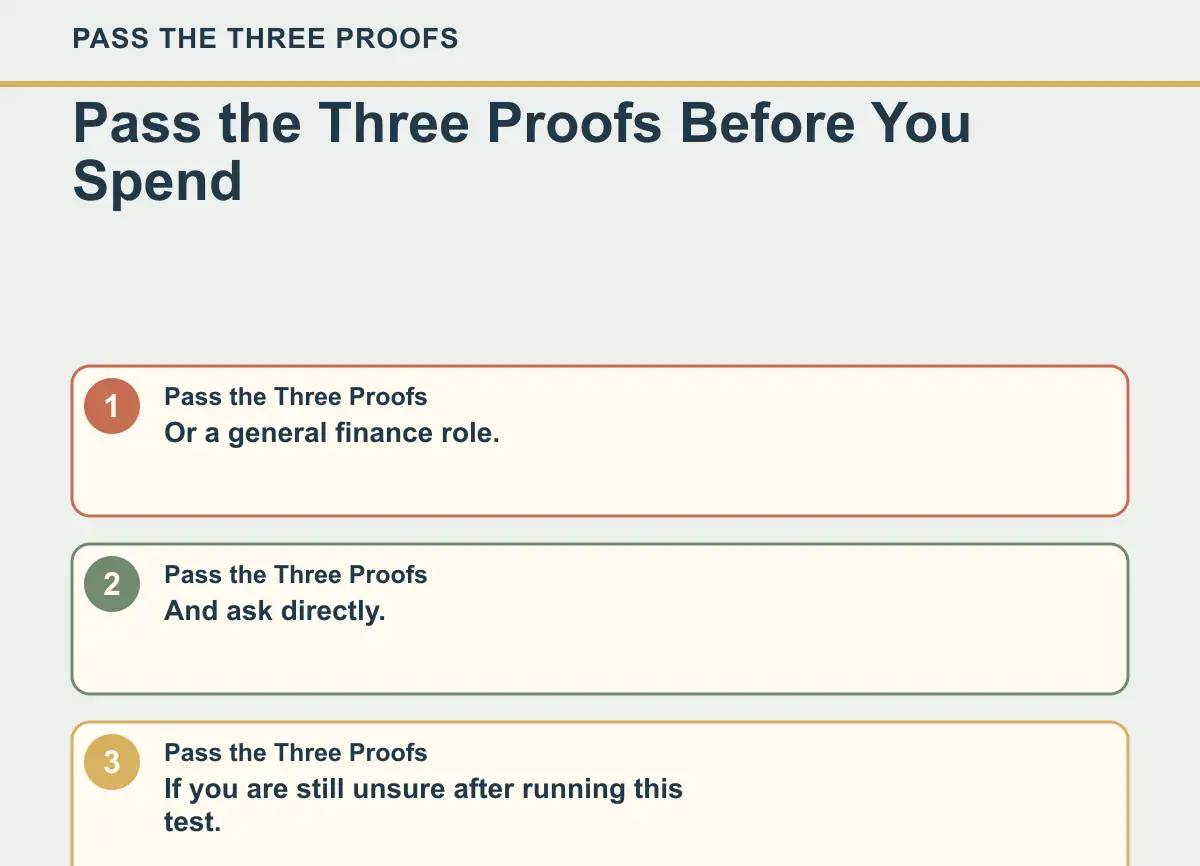 PASS THE THREE PROOFS
Pass the Three Proofs Before You
Spend
1
Pass the Three Proofs
Or a general finance role.
2
Pass the Three Proofs
And ask directly.
3
Pass the Three Proofs
If you are still unsure after running this
test.